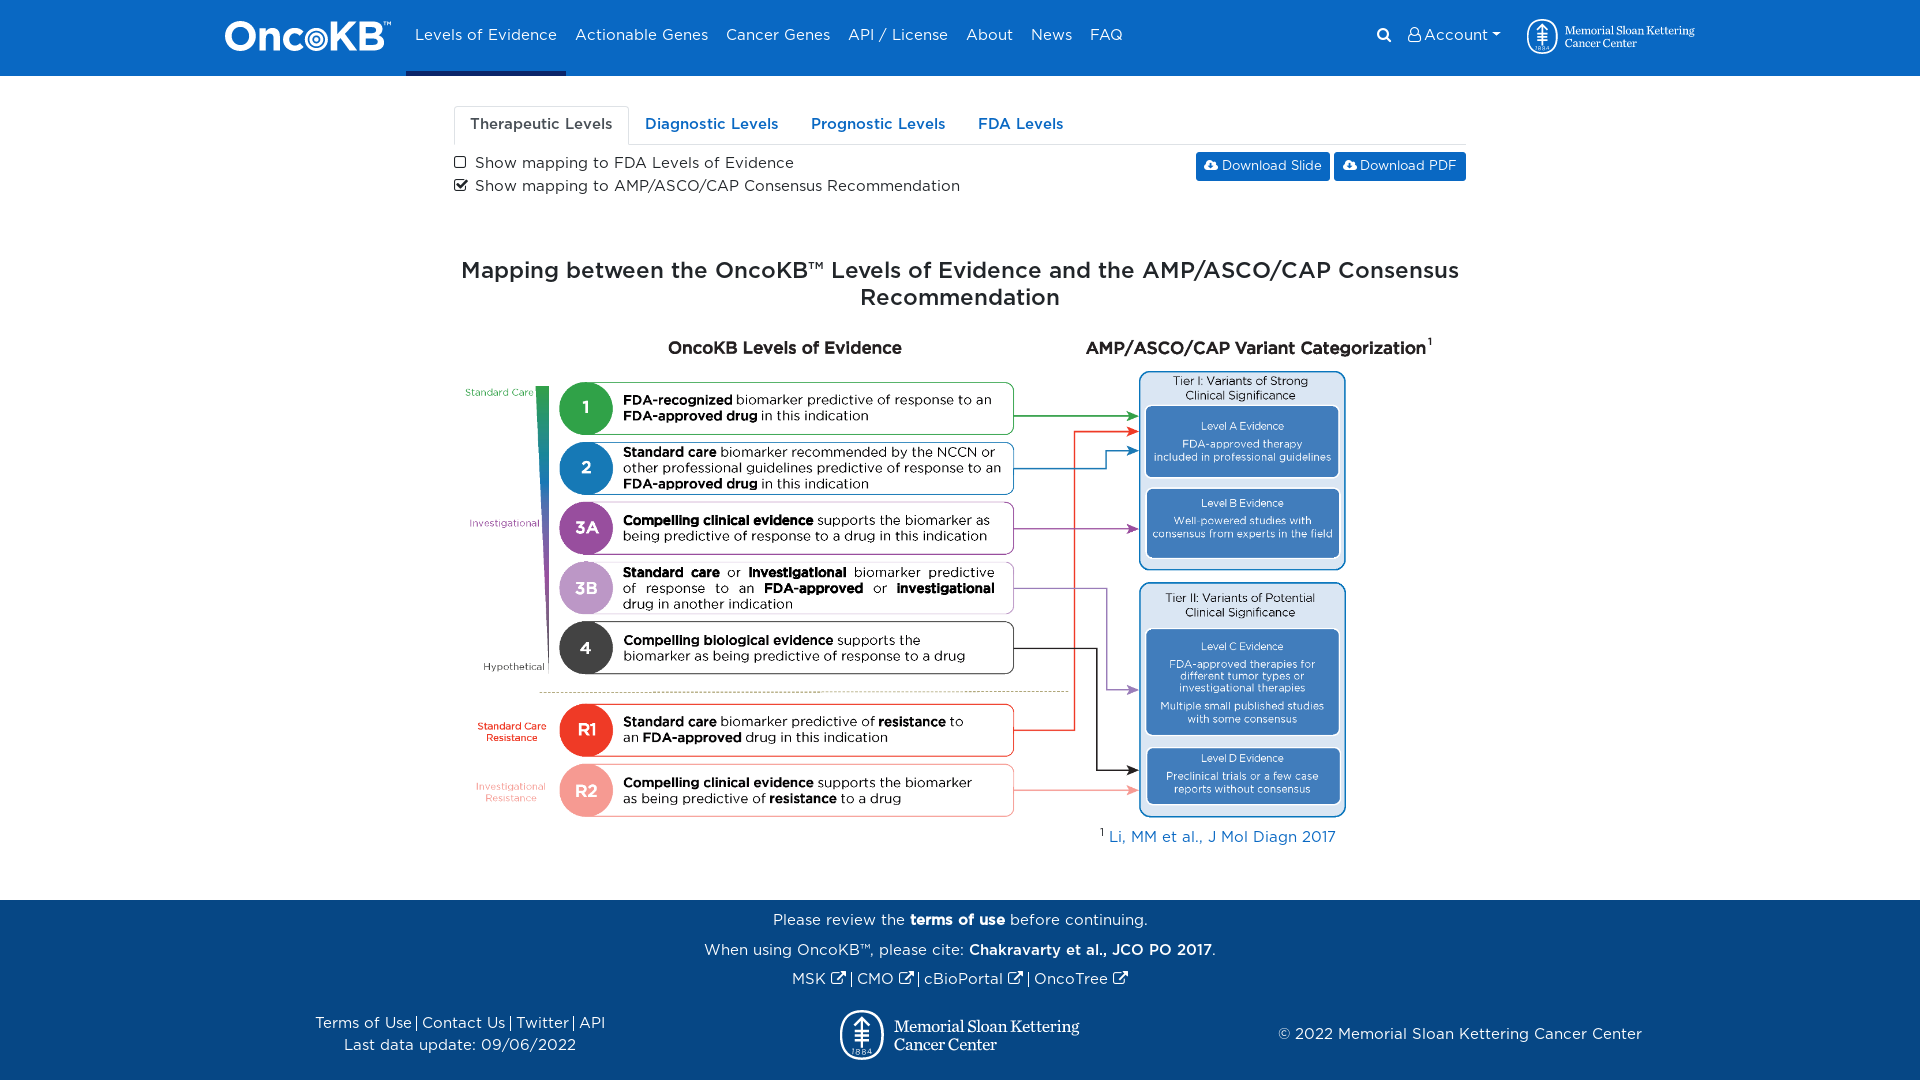 OncoKB™
Levels of Evidence
Actionable Genes
Cancer Genes
API / License
About
News
FAQ
Account
Memorial Sloan Kettering
Cancer Center
1884
Therapeutic Levels
Diagnostic Levels
Prognostic Levels
FDA Levels
Show mapping to FDA Levels of Evidence
Show mapping to AMP/ASCO/CAP Consensus Recommendation
Download Slide
Download PDF
Mapping between the OncoKB™ Levels of Evidence and the AMP/ASCO/CAP Consensus
Recommendation
OncoKB Levels of Evidence
AMP/ASCO/CAP Variant Categorization1
Standard Care
Investigational
Hypothetical
1
FDA-recognized biomarker predictive of response to an
FDA-approved drug in this indication
2
Standard care biomarker recommended by the NCCN or
other professional guidelines predictive of response to an
FDA-approved drug in this indication
3A
Compelling clinical evidence supports the biomarker as
being predictive of response to a drug in this indication
3B
Standard care or investigational biomarker predictive
of response to an FDA-approved or investigational
drug in another indication
4
Compelling biological evidence supports the
biomarker as being predictive of response to a drug
Standard Care
Resistance
R1
Standard care biomarker predictive of resistance to
an FDA-approved drug in this indication
Investigational
Resistance
R2
Compelling clinical evidence supports the biomarker
as being predictive of resistance to a drug
Tier I: Variants of Strong
Clinical Significance
Level A Evidence
FDA-approved therapy
included in professional guidelines
Level B Evidence
Well-powered studies with
consensus from experts in the field
Tier II: Variants of Potential
Clinical Significance
Level C Evidence
FDA-approved therapies for
different tumor types or
investigational therapies
Multiple small published studies
with some consensus
Level D Evidence
Preclinical trials or a few case
reports without consensus
1 Li, MM et al., J Mol Diagn 2017
Please review the terms of use before continuing.
When using OncoKB™, please cite: Chakravarty et al., JCO PO 2017.
MSK | CMO | cBioPortal | OncoTree
Terms of Use | Contact Us | Twitter | API
Last data update: 09/06/2022
1884
Memorial Sloan Kettering
Cancer Center
© 2022 Memorial Sloan Kettering Cancer Center